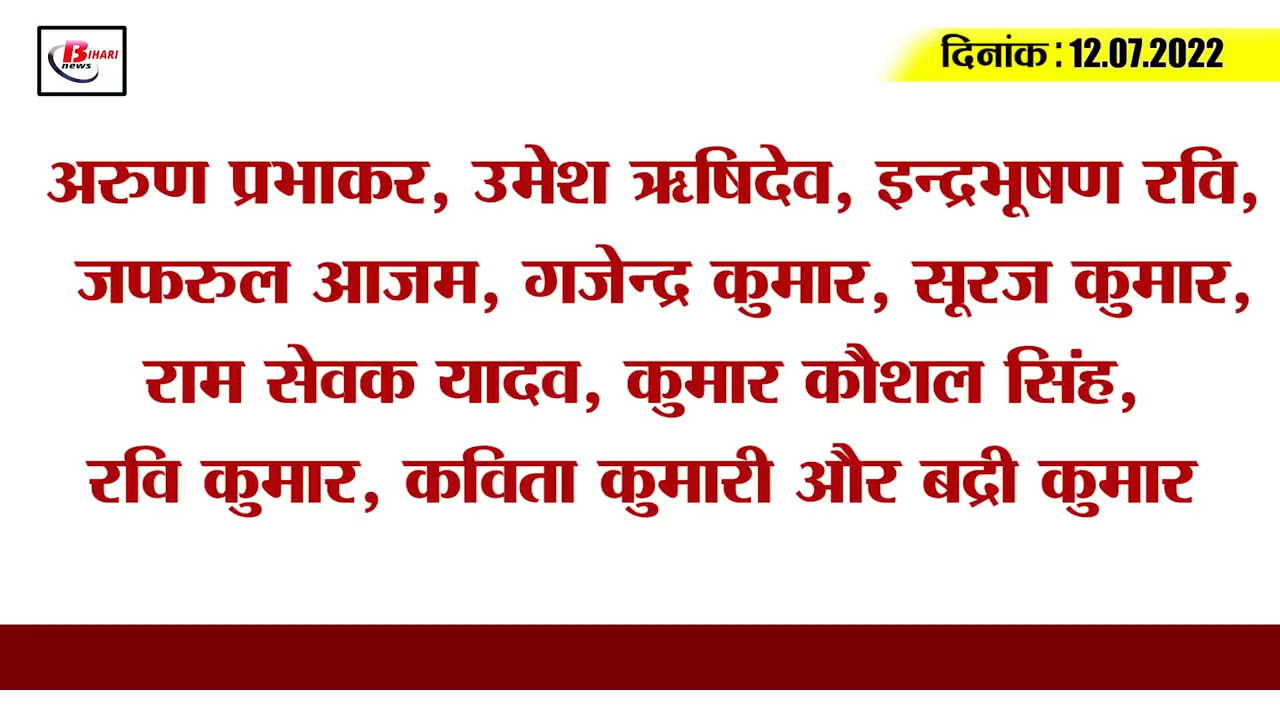 BIHARI
news
दिनांक : 12.07.2022
अरुण प्रभाकर, उमेश ऋषिदेव, इन्द्रभूषण रवि,
जफरुल आजम, गजेन्द्र कुमार, सूरज कुमार,
राम सेवक यादव, कुमार कौशल सिंह,
रवि कुमार, कविता कुमारी और बद्री कुमार